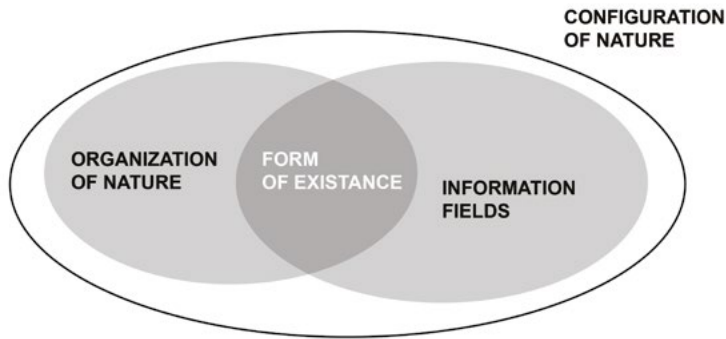 CONFIGURATION
OF NATURE
ORGANIZATION
OF NATURE
FORM
OF EXISTANCE
INFORMATION
FIELDS